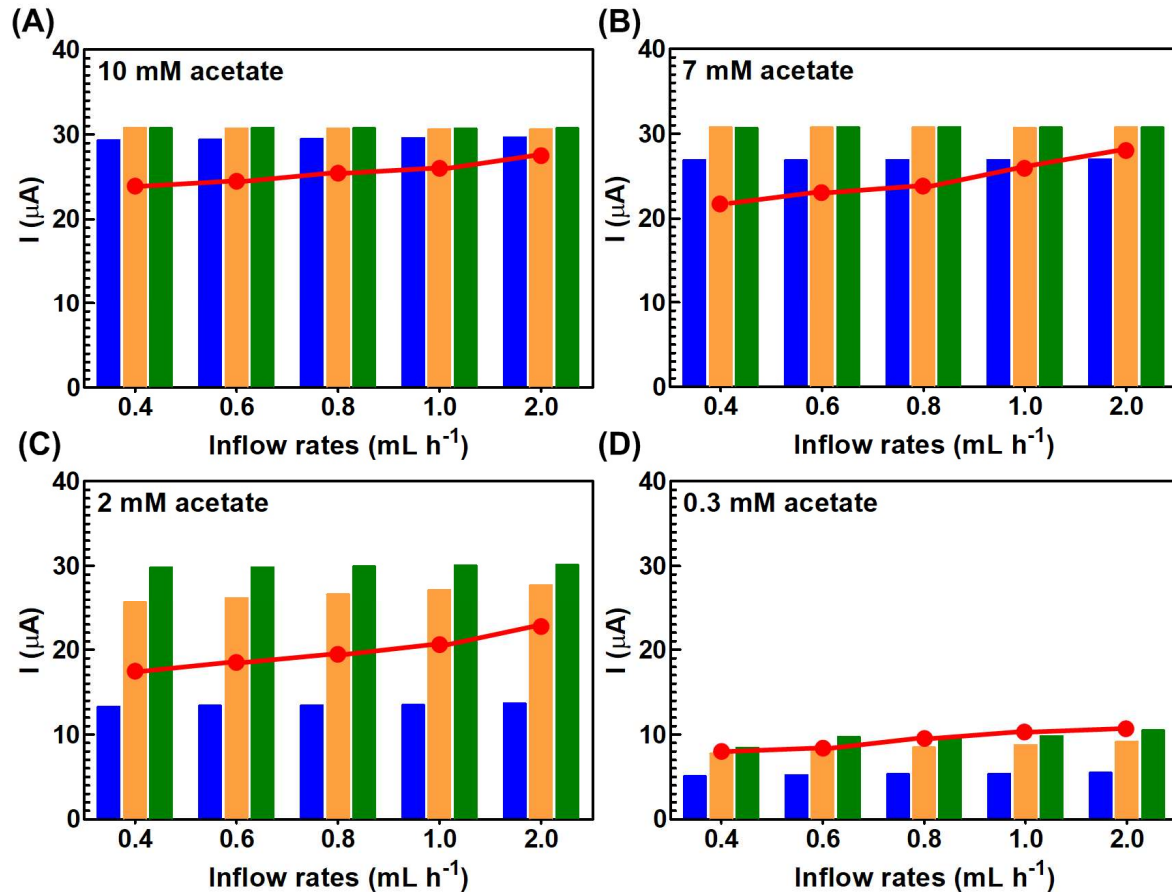 (A)
10 mM acetate
I (μA)
40
30
20
10
0
0.4 0.6 0.8 1.0 2.0
Inflow rates (mL h⁻¹)
(B)
7 mM acetate
I (μA)
40
30
20
10
0
0.4 0.6 0.8 1.0 2.0
Inflow rates (mL h⁻¹)
(C)
2 mM acetate
I (μA)
40
30
20
10
0
0.4 0.6 0.8 1.0 2.0
Inflow rates (mL h⁻¹)
(D)
0.3 mM acetate
I (μA)
40
30
20
10
0
0.4 0.6 0.8 1.0 2.0
Inflow rates (mL h⁻¹)